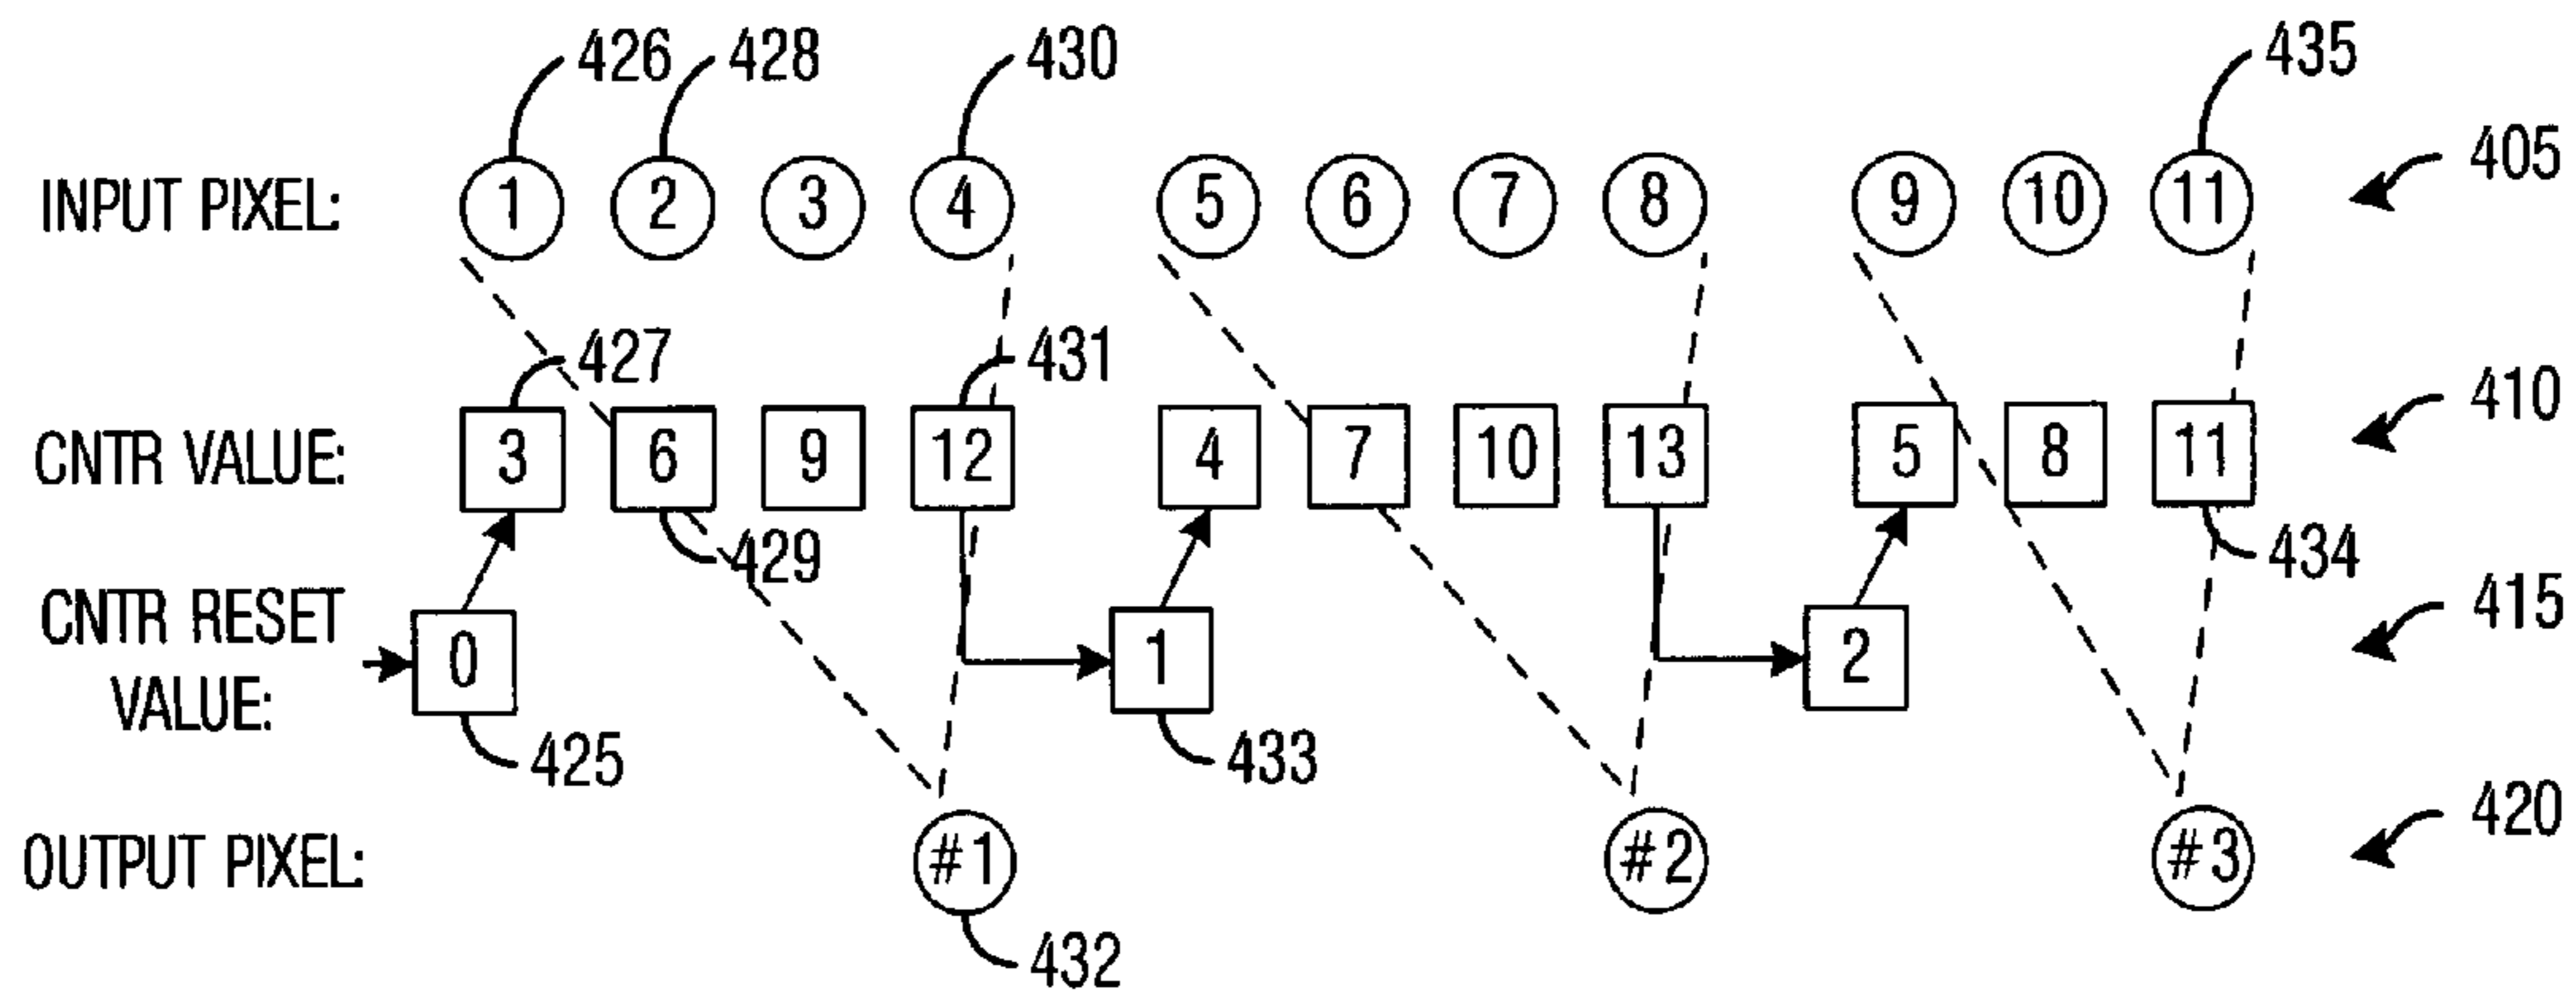 426 428 430 435
405
INPUT PIXEL: 1 2 3 4 5 6 7 8 9 10 11
427 431
410
CNTR VALUE: 3 6 9 12 4 7 10 13 5 8 11
429 434
CNTR RESET
VALUE: 0 1 2
415
425 433
420
OUTPUT PIXEL: #1 #2 #3
432